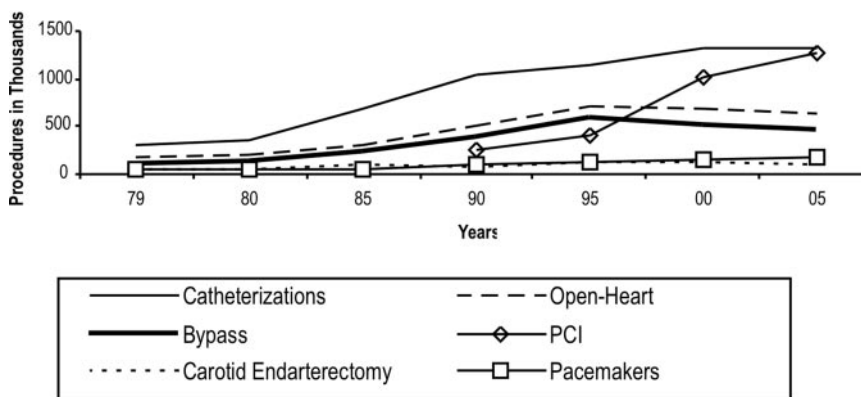 Procedures in Thousands
1500
1000
500
0
79 80 85 90 95 00 05
Years
Catheterizations Open-Heart
Bypass PCI
Carotid Endarterectomy Pacemakers